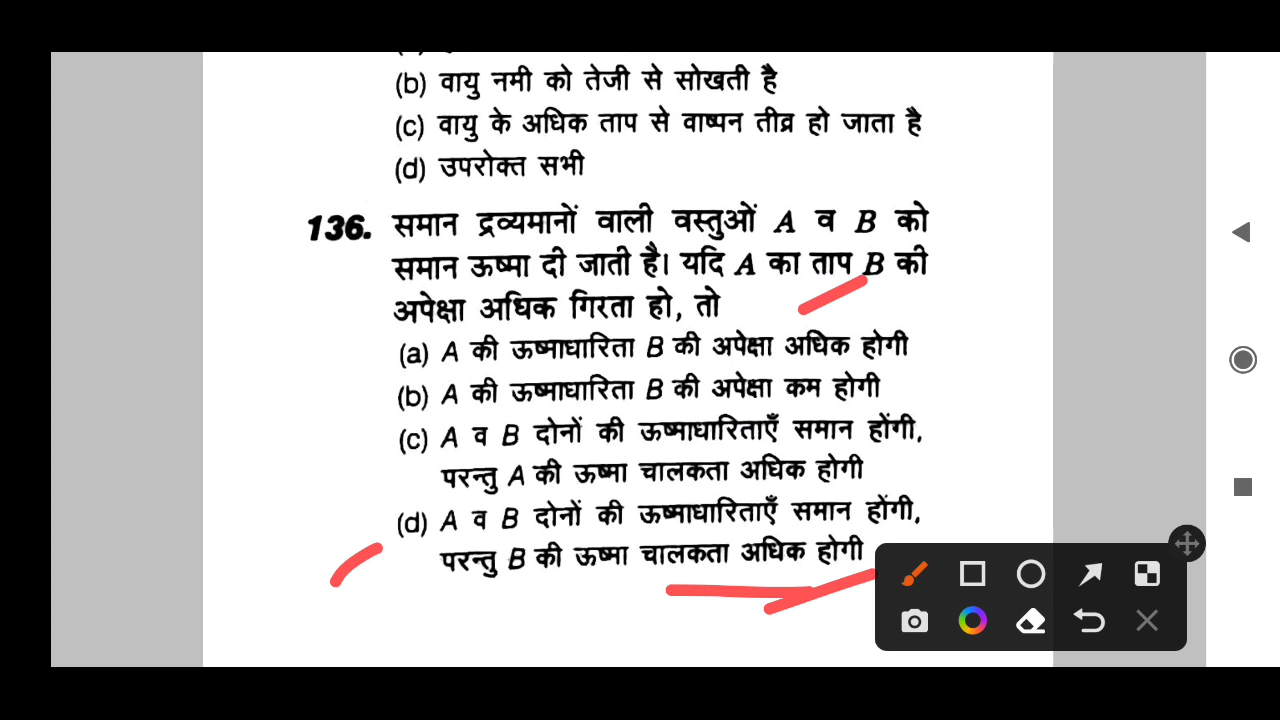 (b) वायु नमी को तेजी से सोखती है
(c) वायु के अधिक ताप से वाष्पन तीव्र हो जाता है
(d) उपरोक्त सभी
136. समान द्रव्यमानों वाली वस्तुओं A व B को
समान ऊष्मा दी जाती है। यदि A का ताप B की
अपेक्षा अधिक गिरता हो, तो
(a) A की ऊष्माधारिता B की अपेक्षा अधिक होगी
(b) A की ऊष्माधारिता B की अपेक्षा कम होगी
(c) A व B दोनों की ऊष्माधारिताएँ समान होंगी,
परन्तु A की ऊष्मा चालकता अधिक होगी
(d) A व B दोनों की ऊष्माधारिताएँ समान होंगी,
परन्तु B की ऊष्मा चालकता अधिक होगी